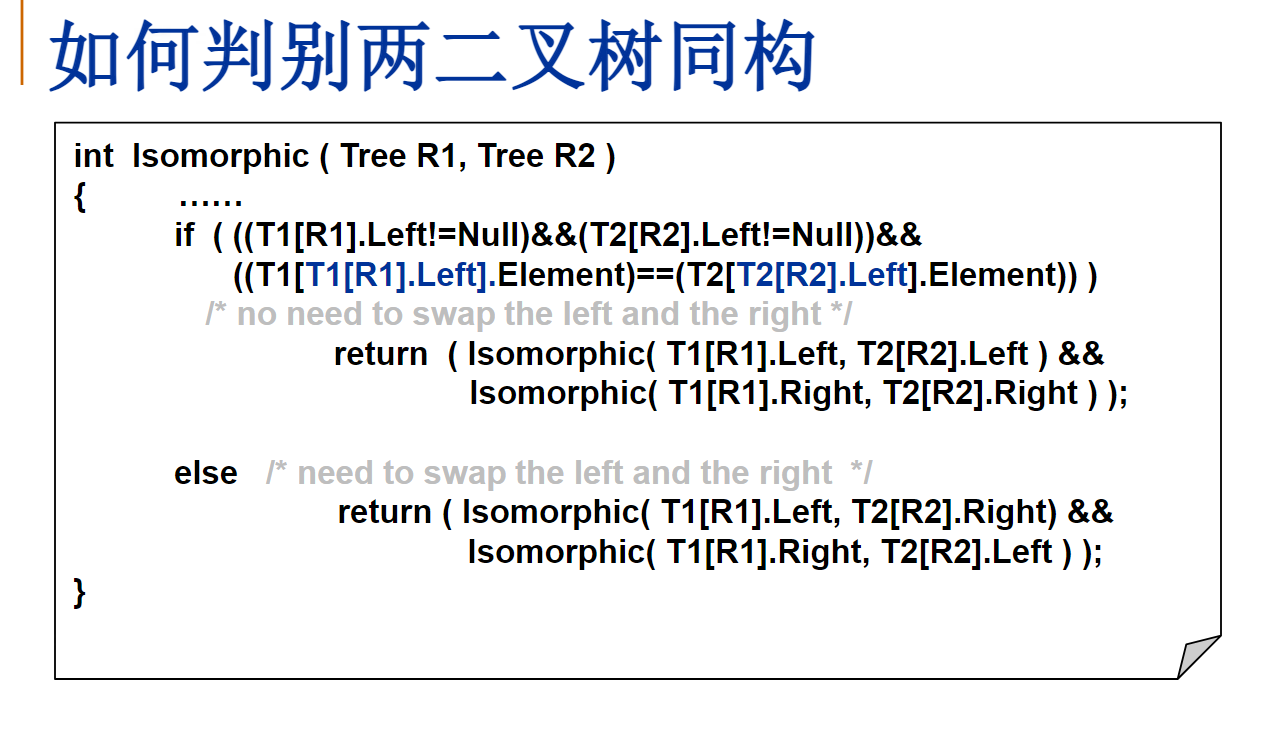 如何判别两二叉树同构
int Isomorphic ( Tree R1, Tree R2 )
{ ……
if ( ((T1[R1].Left!=Null)&&(T2[R2].Left!=Null))&&
((T1[T1[R1].Left].Element)==(T2[T2[R2].Left].Element)) )
/* no need to swap the left and the right */
return ( Isomorphic( T1[R1].Left, T2[R2].Left ) &&
Isomorphic( T1[R1].Right, T2[R2].Right ) );
else /* need to swap the left and the right */
return ( Isomorphic( T1[R1].Left, T2[R2].Right) &&
Isomorphic( T1[R1].Right, T2[R2].Left ) );
}